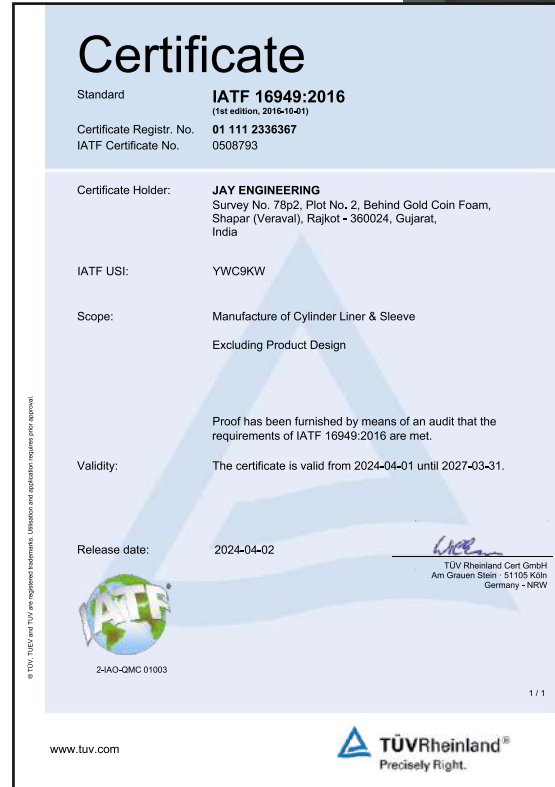 Certificate
Standard IATF 16949:2016
(1st edition, 2016-10-01)
Certificate Registr. No. 01 111 2336367
IATF Certificate No. 0508793
Certificate Holder: JAY ENGINEERING
Survey No. 78p2, Plot No. 2, Behind Gold Coin Foam,
Shapar (Veraval), Rajkot - 360024, Gujarat,
India
IATF USI: YWC9KW
Scope: Manufacture of Cylinder Liner & Sleeve
Excluding Product Design
Proof has been furnished by means of an audit that the
requirements of IATF 16949:2016 are met.
Validity: The certificate is valid from 2024-04-01 until 2027-03-31.
Release date: 2024-04-02
TÜV Rheinland Cert GmbH
Am Grauen Stein · 51105 Köln
Germany - NRW
IATF
®
2-IAO-QMC 01003
1 / 1
® TÜV, TUEV and TUV are registered trademarks. Utilisation and application requires prior approval.
www.tuv.com
TÜVRheinland®
Precisely Right.